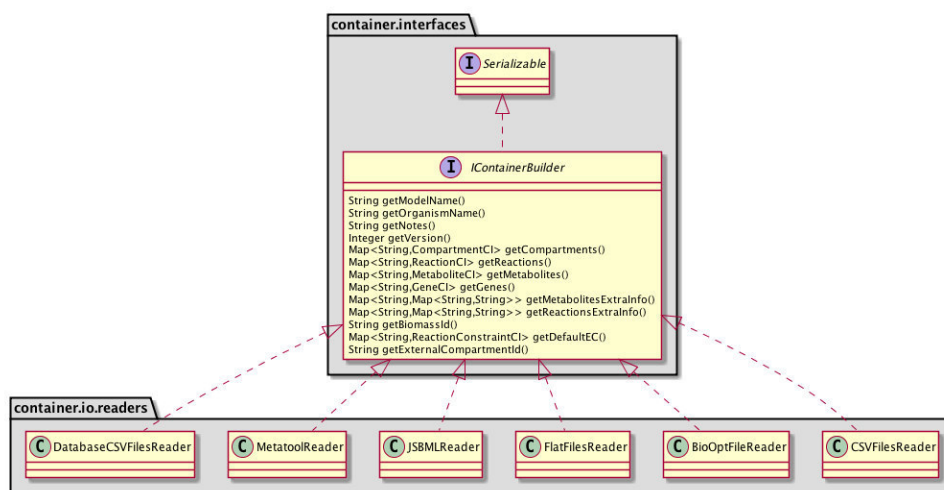 container.interfaces
I Serializable
I IContainerBuilder
String getModelName()
String getOrganismName()
String getNotes()
Integer getVersion()
Map<String,CompartmentCI> getCompartments()
Map<String,ReactionCI> getReactions()
Map<String,MetaboliteCI> getMetabolites()
Map<String,GeneCI> getGenes()
Map<String,Map<String,String>> getMetabolitesExtraInfo()
Map<String,Map<String,String>> getReactionsExtraInfo()
String getBiomassId()
Map<String,ReactionConstraintCI> getDefaultEC()
String getExternalCompartmentId()
container.io.readers
C DatabaseCSVFilesReader
C MetatoolReader
C JSBMLReader
C FlatFilesReader
C BioOptFileReader
C CSVFilesReader